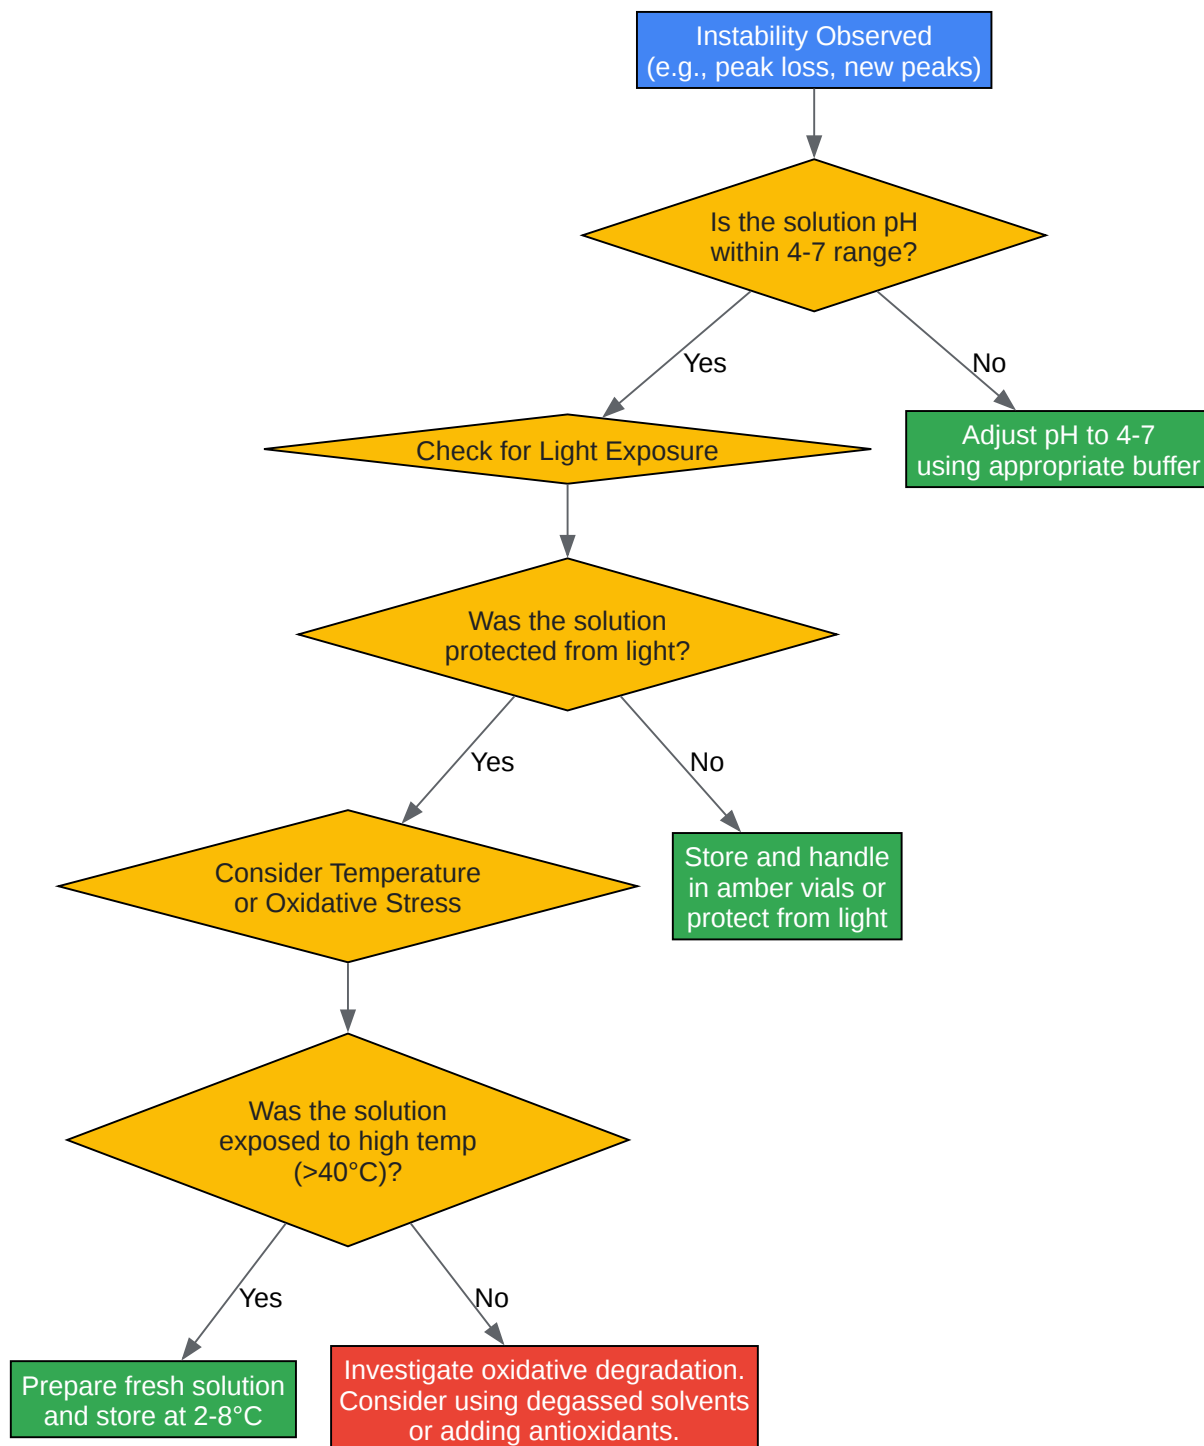 Instability Observed
(e.g., peak loss, new peaks)
Is the solution pH
within 4-7 range?
Yes
No
Check for Light Exposure
Adjust pH to 4-7
using appropriate buffer
Was the solution
protected from light?
Yes
No
Consider Temperature
or Oxidative Stress
Store and handle
in amber vials or
protect from light
Was the solution
exposed to high temp
(>40°C)?
Yes
No
Prepare fresh solution
and store at 2-8°C
Investigate oxidative degradation.
Consider using degassed solvents
or adding antioxidants.